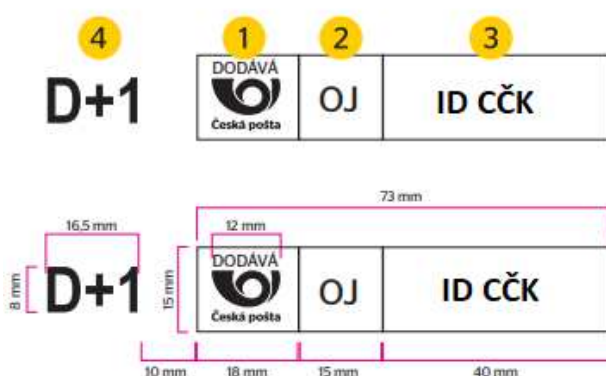 4 1 2 3
D+1 DODÁVÁ Česká pošta OJ ID CČK
73 mm
16,5 mm 12 mm
8 mm D+1 15 mm DODÁVÁ Česká pošta OJ ID CČK
10 mm 18 mm 15 mm 40 mm